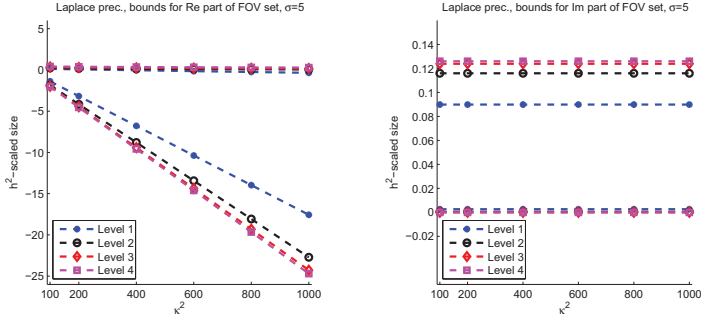 Laplace prec., bounds for Re part of FOV set, σ=5
5
0
−5
−10
−15
−20
−25
h²−scaled size
100 200 400 600 800 1000
κ²
Level 1
Level 2
Level 3
Level 4
Laplace prec., bounds for Im part of FOV set, σ=5
0.14
0.12
0.1
0.08
0.06
0.04
0.02
0
−0.02
h²−scaled size
100 200 400 600 800 1000
κ²
Level 1
Level 2
Level 3
Level 4